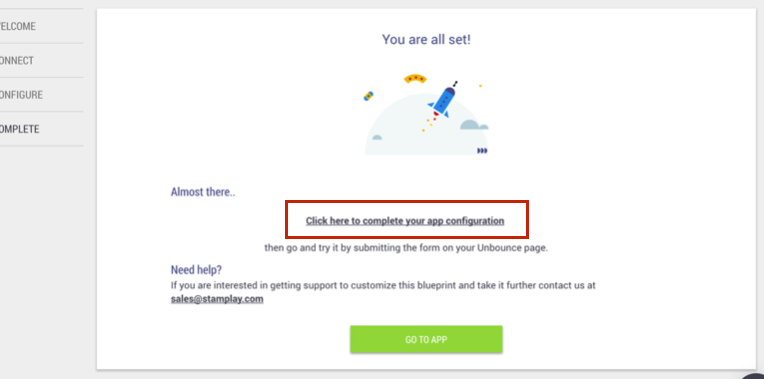 ELCOME
You are all set!
ONNECT
ONFIGURE
OMPLETE
Almost there..
Click here to complete your app configuration
then go and try it by submitting the form on your Unbounce page.
Need help?
If you are interested in getting support to customize this blueprint and take it further contact us at
sales@stamplay.com
GO TO APP